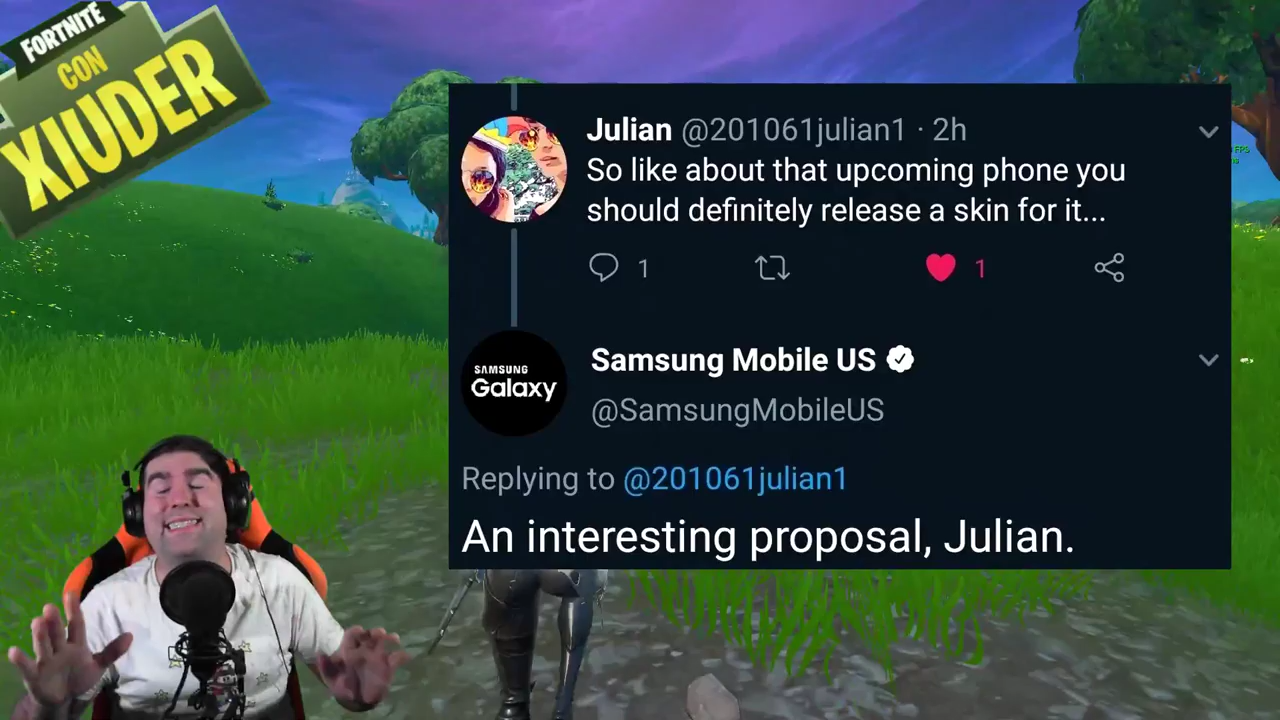 FORTNITE
CON
XIUDER
Julian @201061julian1 · 2h
So like about that upcoming phone you
should definitely release a skin for it...
1
1
FPS
SAMSUNG
Galaxy
Samsung Mobile US
@SamsungMobileUS
Replying to @201061julian1
An interesting proposal, Julian.